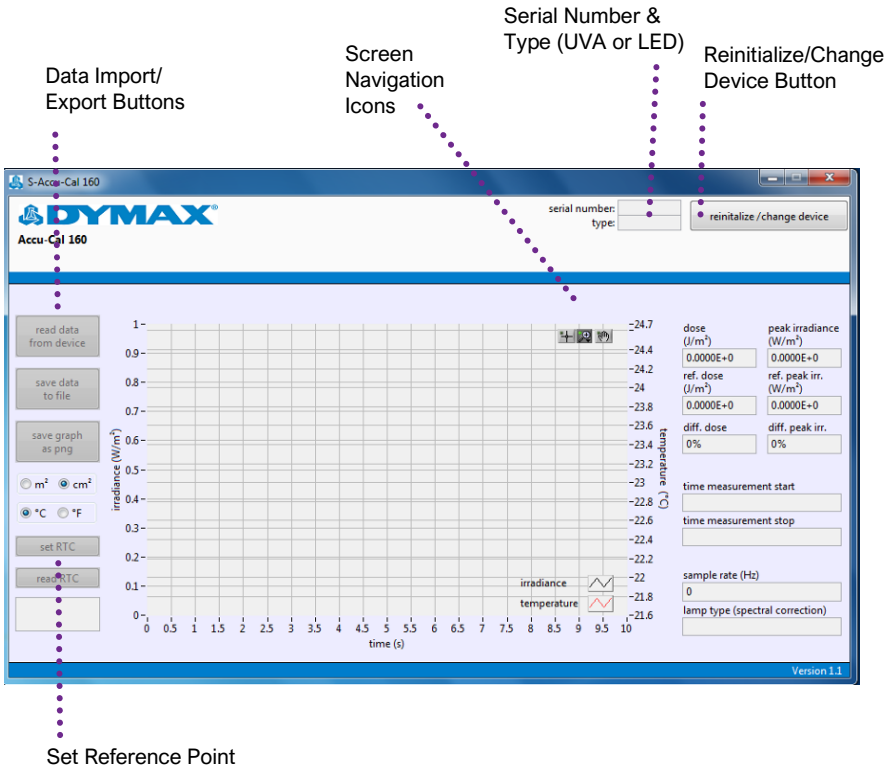 Serial Number &
Type (UVA or LED)
Screen
Navigation
Icons
Reinitialize/Change
Device Button
Data Import/
Export Buttons
S-Accu-Cal 160
DYMAX®
Accu-Cal 160
serial number:
type:
reinitalize /change device
read data
from device
save data
to file
save graph
as png
m² cm²
°C °F
set RTC
read RTC
irradiance (W/m²)
1
0.9
0.8
0.7
0.6
0.5
0.4
0.3
0.2
0.1
0
0 0.5 1 1.5 2 2.5 3 3.5 4 4.5 5 5.5 6 6.5 7 7.5 8 8.5 9 9.5 10
time (s)
irradiance
temperature
24.7
24.4
24.2
24
23.8
23.6
23.4
23.2
23
22.8
22.6
22.4
22.2
22
21.8
21.6
temperature (°C)
dose
(J/m²)
peak irradiance
(W/m²)
0.0000E+0 0.0000E+0
ref. dose
(J/m²)
ref. peak irr.
(W/m²)
0.0000E+0 0.0000E+0
diff. dose diff. peak irr.
0% 0%
time measurement start
time measurement stop
sample rate (Hz)
0
lamp type (spectral correction)
Version 1.1
Set Reference Point